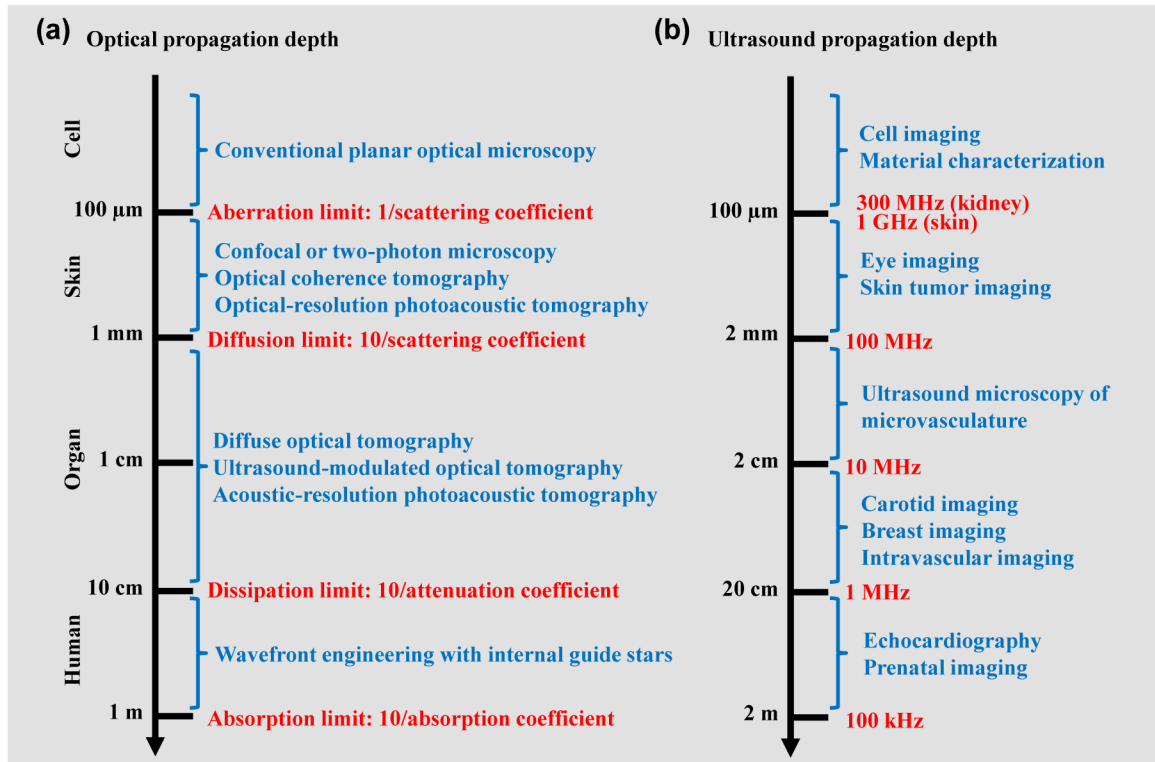 (a) Optical propagation depth
Cell
Conventional planar optical microscopy
100 μm
Aberration limit: 1/scattering coefficient
Skin
Confocal or two-photon microscopy
Optical coherence tomography
Optical-resolution photoacoustic tomography
1 mm
Diffusion limit: 10/scattering coefficient
Organ
Diffuse optical tomography
1 cm
Ultrasound-modulated optical tomography
Acoustic-resolution photoacoustic tomography
10 cm
Dissipation limit: 10/attenuation coefficient
Human
Wavefront engineering with internal guide stars
1 m
Absorption limit: 10/absorption coefficient
(b) Ultrasound propagation depth
Cell imaging
Material characterization
100 μm
300 MHz (kidney)
1 GHz (skin)
Eye imaging
Skin tumor imaging
2 mm
100 MHz
Ultrasound microscopy of
microvasculature
2 cm
10 MHz
Carotid imaging
Breast imaging
Intravascular imaging
20 cm
1 MHz
Echocardiography
Prenatal imaging
2 m
100 kHz